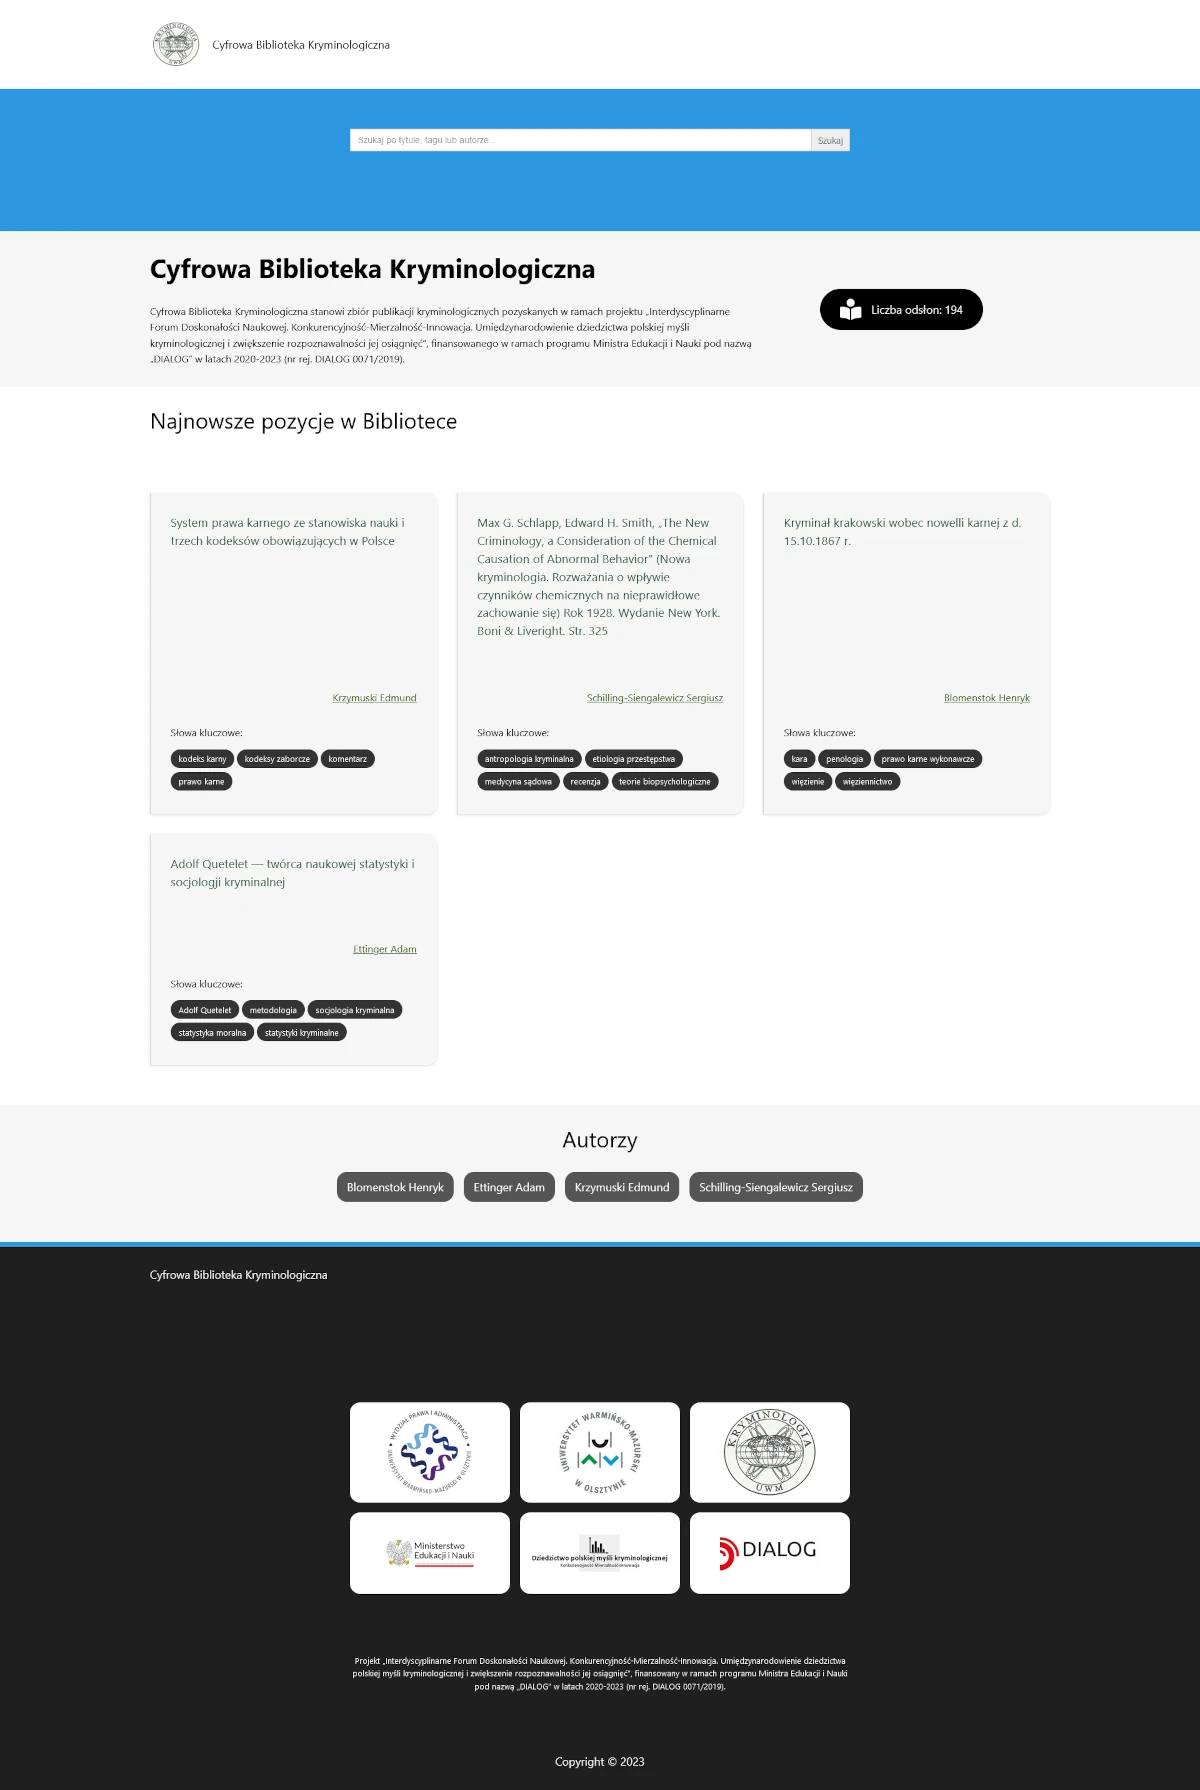 KRYMINOLOGIA
UWM
Cyfrowa Biblioteka Kryminologiczna
Szukaj po tytule, tagu lub autorze...
Szukaj
Cyfrowa Biblioteka Kryminologiczna
Cyfrowa Biblioteka Kryminologiczna stanowi zbiór publikacji kryminologicznych pozyskanych w ramach projektu „Interdyscyplinarne
Forum Doskonałości Naukowej. Konkurencyjność-Mierzalność-Innowacja. Umiędzynarodowienie dziedzictwa polskiej myśli
kryminologicznej i zwiększenie rozpoznawalności jej osiągnięć”, finansowanego w ramach programu Ministra Edukacji i Nauki pod nazwą
„DIALOG” w latach 2020-2023 (nr rej. DIALOG 0071/2019).
Liczba odsłon: 194
Najnowsze pozycje w Bibliotece
System prawa karnego ze stanowiska nauki i
trzech kodeksów obowiązujących w Polsce
Krzymuski Edmund
Słowa kluczowe:
kodeks karny kodeksy zaborcze komentarz
prawo karne
Max G. Schlapp, Edward H. Smith, „The New
Criminology, a Consideration of the Chemical
Causation of Abnormal Behavior” (Nowa
kryminologia. Rozważania o wpływie
czynników chemicznych na nieprawidłowe
zachowanie się) Rok 1928. Wydanie New York.
Boni & Liveright. Str. 325
Schilling-Siengalewicz Sergiusz
Słowa kluczowe:
antropologia kryminalna etiologia przestępstwa
medycyna sądowa recenzja teorie biopsychologiczne
Kryminał krakowski wobec nowelli karnej z d.
15.10.1867 r.
Blomenstok Henryk
Słowa kluczowe:
kara penologia prawo karne wykonawcze
więzienie więziennictwo
Adolf Quetelet — twórca naukowej statystyki i
socjologji kryminalnej
Ettinger Adam
Słowa kluczowe:
Adolf Quetelet metodologia socjologia kryminalna
statystyka moralna statystyki kryminalne
Autorzy
Blomenstok Henryk Ettinger Adam Krzymuski Edmund Schilling-Siengalewicz Sergiusz
Cyfrowa Biblioteka Kryminologiczna
WYDZIAŁ PRAWA I ADMINISTRACJI
UNIWERSYTET WARMIŃSKO-MAZURSKI W OLSZTYNIE
UNIWERSYTET WARMIŃSKO-MAZURSKI
W OLSZTYNIE
KRYMINOLOGIA
UWM
Ministerstwo
Edukacji i Nauki
Dziedzictwo polskiej myśli kryminologicznej
Konkurencyjność Mierzalność Innowacja
DIALOG
Projekt „Interdyscyplinarne Forum Doskonałości Naukowej. Konkurencyjność-Mierzalność-Innowacja. Umiędzynarodowienie dziedzictwa
polskiej myśli kryminologicznej i zwiększenie rozpoznawalności jej osiągnięć”, finansowany w ramach programu Ministra Edukacji i Nauki
pod nazwą „DIALOG” w latach 2020-2023 (nr rej. DIALOG 0071/2019).
Copyright © 2023